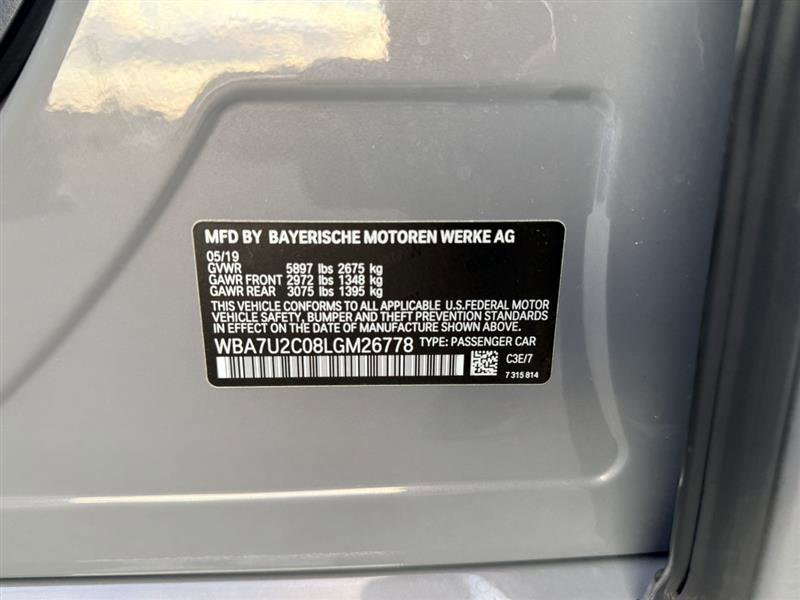 MFD BY BAYERISCHE MOTOREN WERKE AG
05/19
GVWR 5897 lbs 2675 kg
GAWR FRONT 2972 lbs 1348 kg
GAWR REAR 3075 lbs 1395 kg
THIS VEHICLE CONFORMS TO ALL APPLICABLE U.S.FEDERAL MOTOR
VEHICLE SAFETY, BUMPER AND THEFT PREVENTION STANDARDS
IN EFFECT ON THE DATE OF MANUFACTURE SHOWN ABOVE.
WBA7U2C08LGM26778 TYPE: PASSENGER CAR
C3E/7
7 315 814